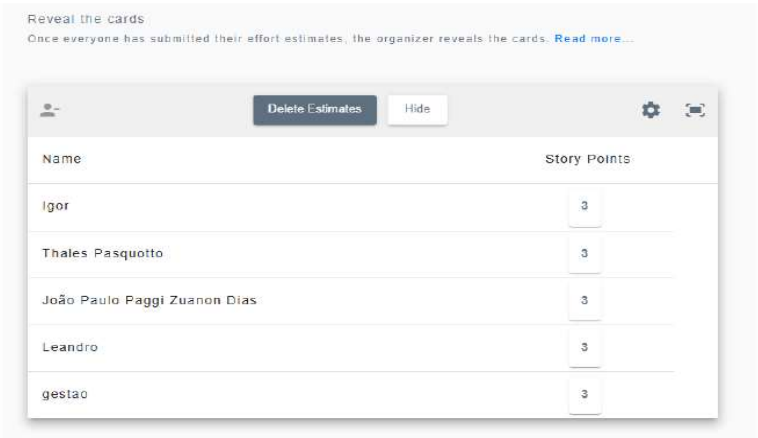 Reveal the cards
Once everyone has submitted their effort estimates, the organizer reveals the cards. Read more...
Delete Estimates Hide
Name Story Points
Igor 3
Thales Pasquotto 3
João Paulo Paggi Zuanon Dias 3
Leandro 3
gestao 3